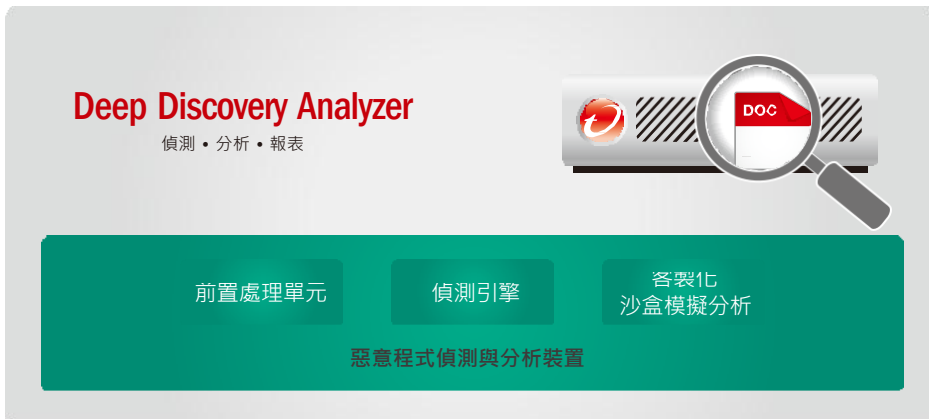 Deep Discovery Analyzer
偵測 • 分析 • 報表
DOC
前置處理單元
偵測引擎
客製化
沙盒模擬分析
惡意程式偵測與分析裝置